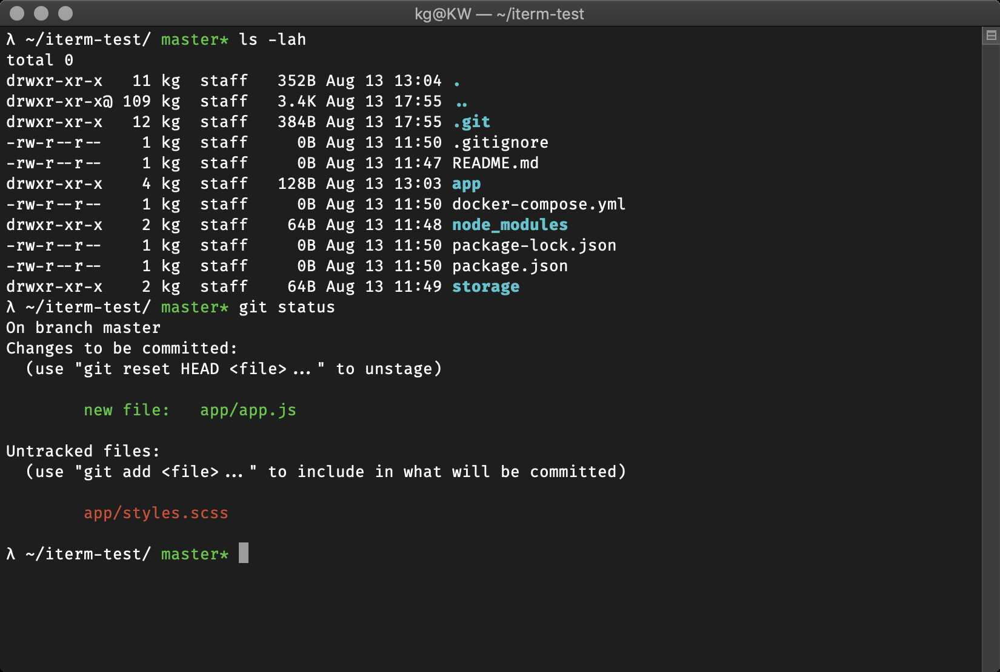 kg@KW — ~/iterm-test
λ ~/iterm-test/ master* ls -lah
total 0
drwxr-xr-x   11 kg  staff   352B Aug 13 13:04 .
drwxr-xr-x@ 109 kg  staff   3.4K Aug 13 17:55 ..
drwxr-xr-x   12 kg  staff   384B Aug 13 17:55 .git
-rw-r--r--    1 kg  staff     0B Aug 13 11:50 .gitignore
-rw-r--r--    1 kg  staff     0B Aug 13 11:47 README.md
drwxr-xr-x    4 kg  staff   128B Aug 13 13:03 app
-rw-r--r--    1 kg  staff     0B Aug 13 11:50 docker-compose.yml
drwxr-xr-x    2 kg  staff    64B Aug 13 11:48 node_modules
-rw-r--r--    1 kg  staff     0B Aug 13 11:50 package-lock.json
-rw-r--r--    1 kg  staff     0B Aug 13 11:50 package.json
drwxr-xr-x    2 kg  staff    64B Aug 13 11:49 storage
λ ~/iterm-test/ master* git status
On branch master
Changes to be committed:
  (use "git reset HEAD <file>..." to unstage)
        new file:   app/app.js
Untracked files:
  (use "git add <file>..." to include in what will be committed)
        app/styles.scss
λ ~/iterm-test/ master*